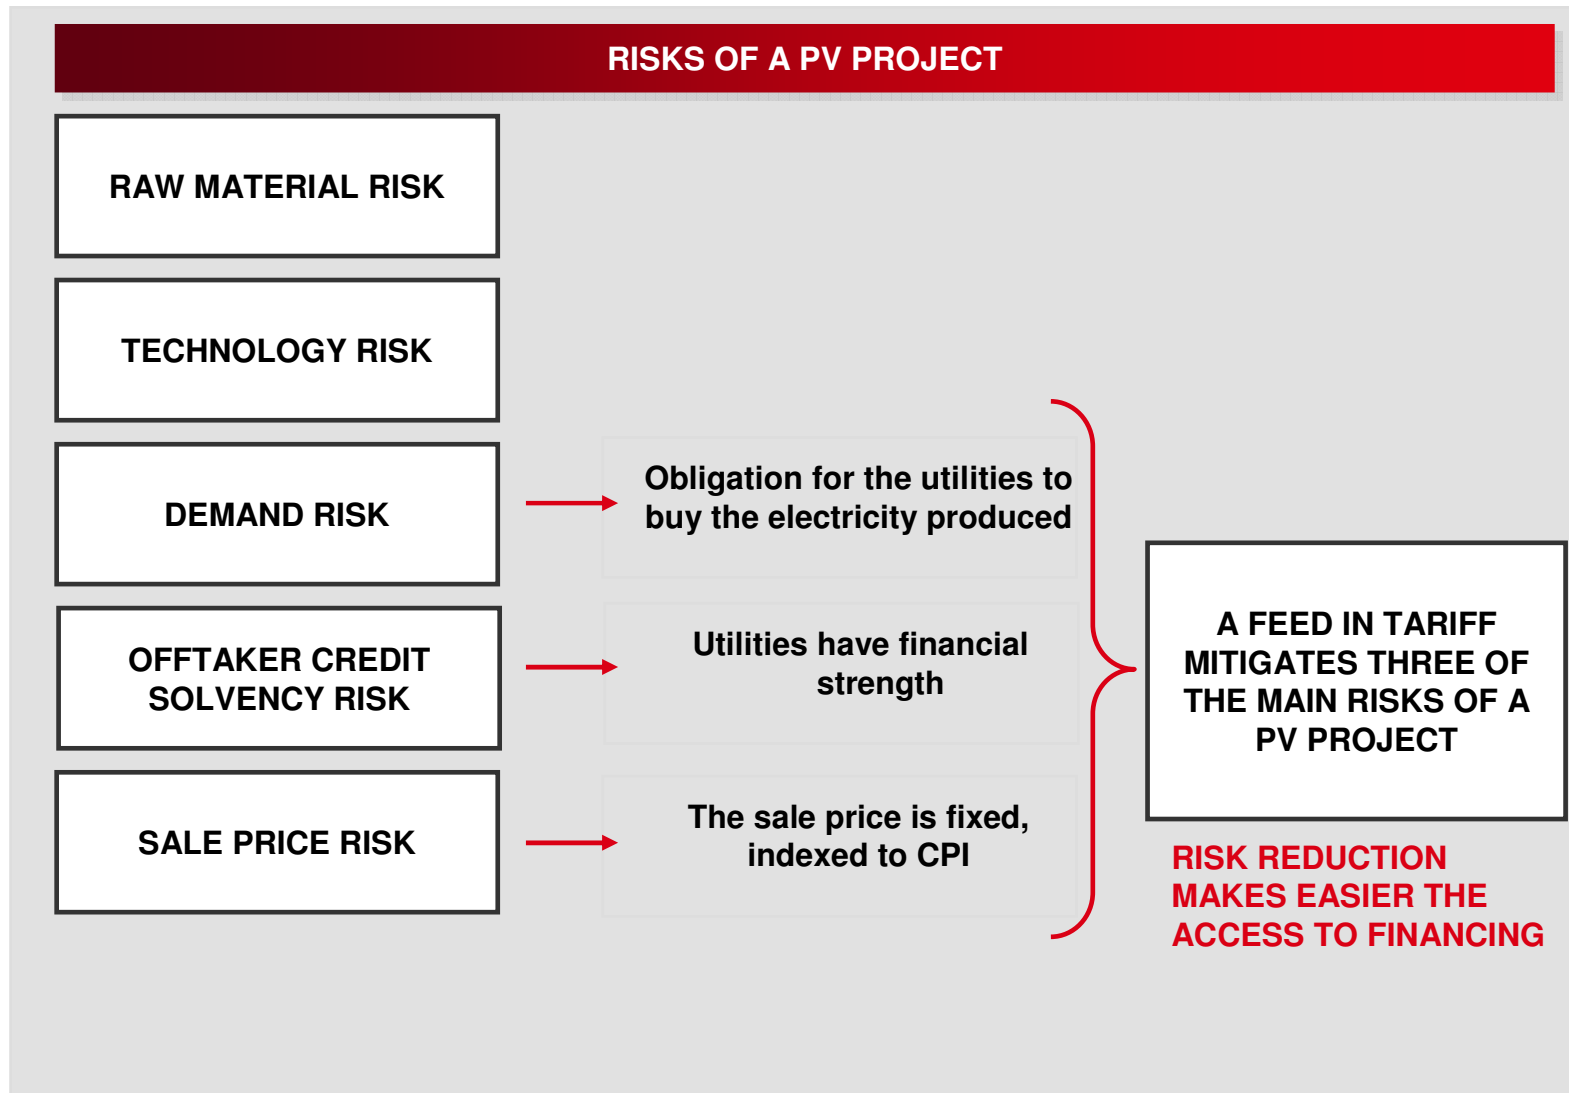 RISKS OF A PV PROJECT
RAW MATERIAL RISK
TECHNOLOGY RISK
DEMAND RISK
Obligation for the utilities to
buy the electricity produced
OFFTAKER CREDIT
SOLVENCY RISK
Utilities have financial
strength
SALE PRICE RISK
The sale price is fixed,
indexed to CPI
A FEED IN TARIFF
MITIGATES THREE OF
THE MAIN RISKS OF A
PV PROJECT
RISK REDUCTION
MAKES EASIER THE
ACCESS TO FINANCING